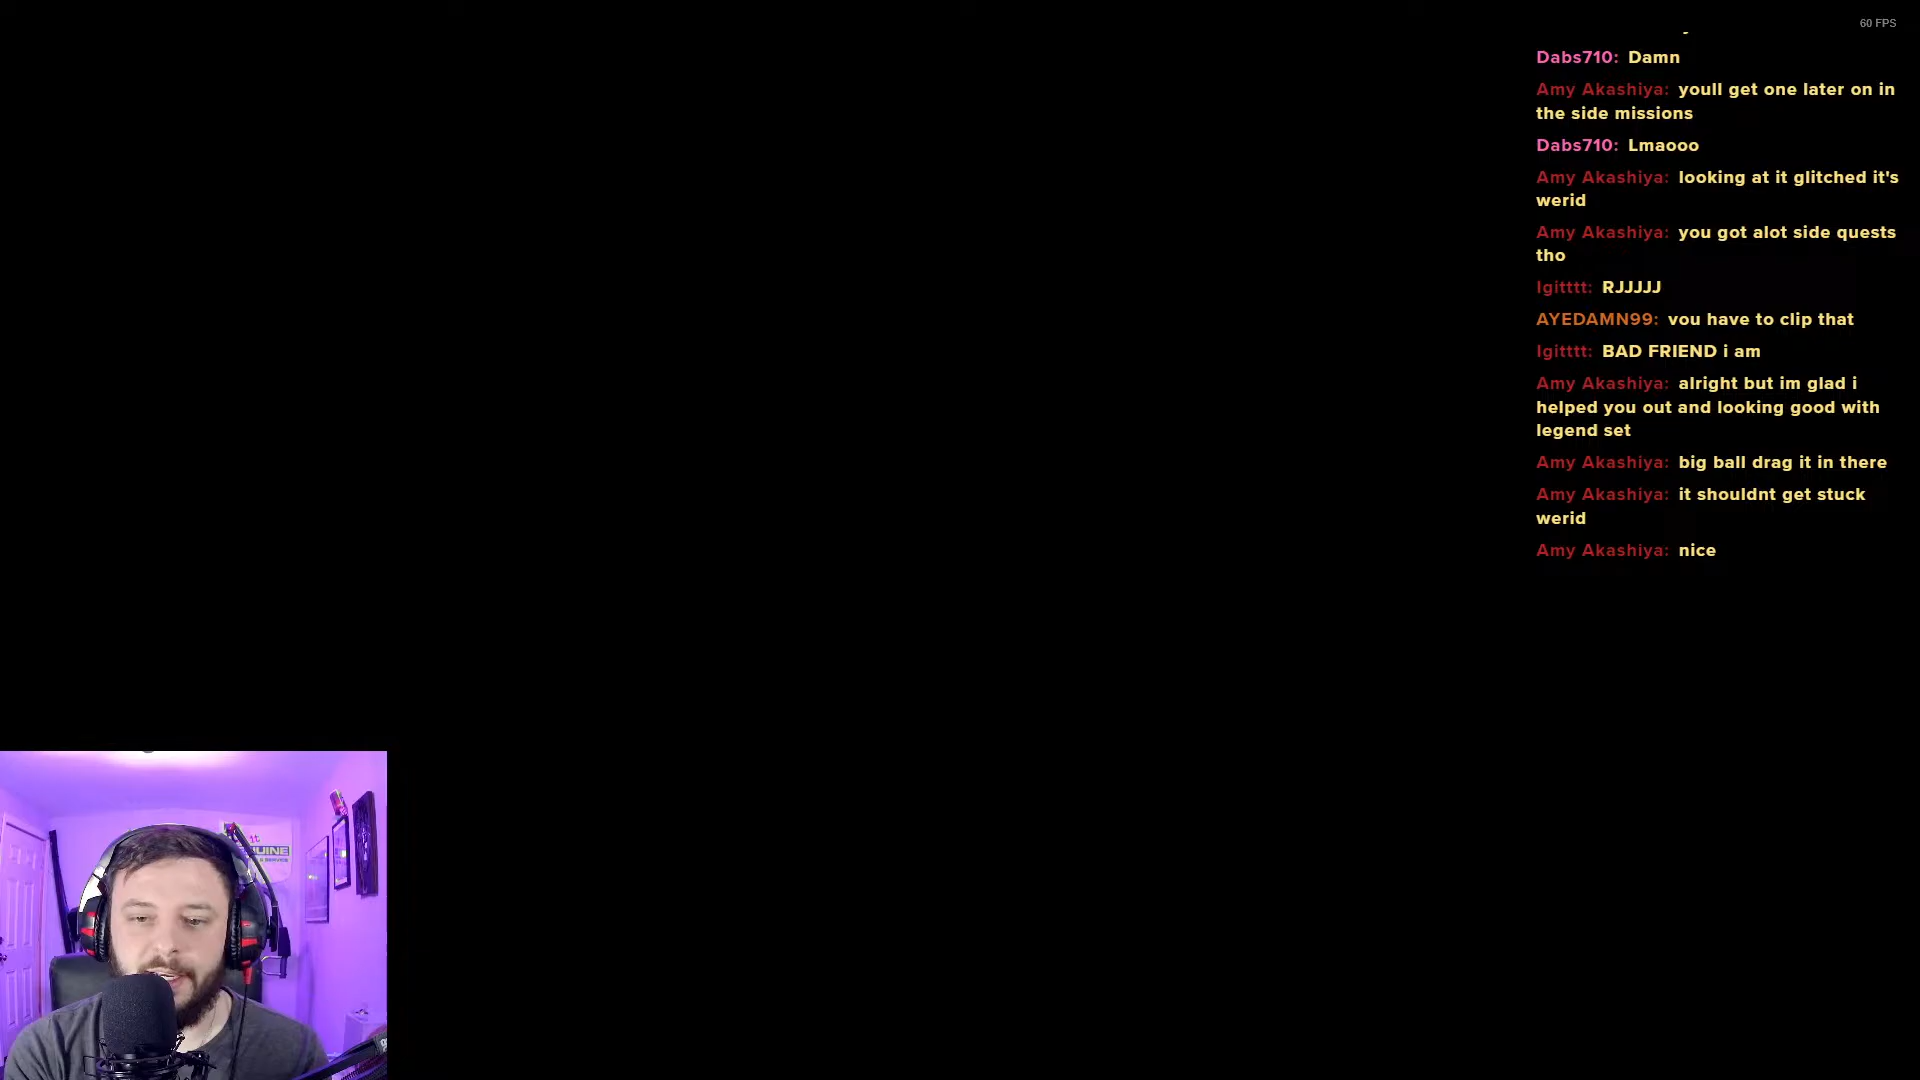 60 FPS
Dabs710: Damn
Amy Akashiya: youll get one later on in
the side missions
Dabs710: Lmaooo
Amy Akashiya: looking at it glitched it's
werid
Amy Akashiya: you got alot side quests
tho
Igitttt: RJJJJJ
AYEDAMN99: vou have to clip that
Igitttt: BAD FRIEND i am
Amy Akashiya: alright but im glad i
helped you out and looking good with
legend set
Amy Akashiya: big ball drag it in there
Amy Akashiya: it shouldnt get stuck
werid
Amy Akashiya: nice
it
UINE
& SERVICE